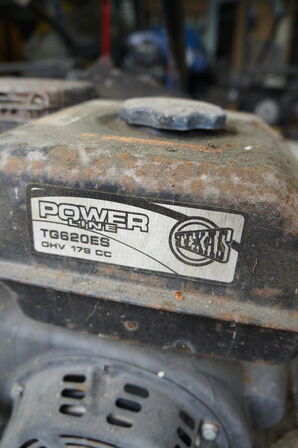 POWER
LINE
TG620ES
OHV 179 CC
TEXAS